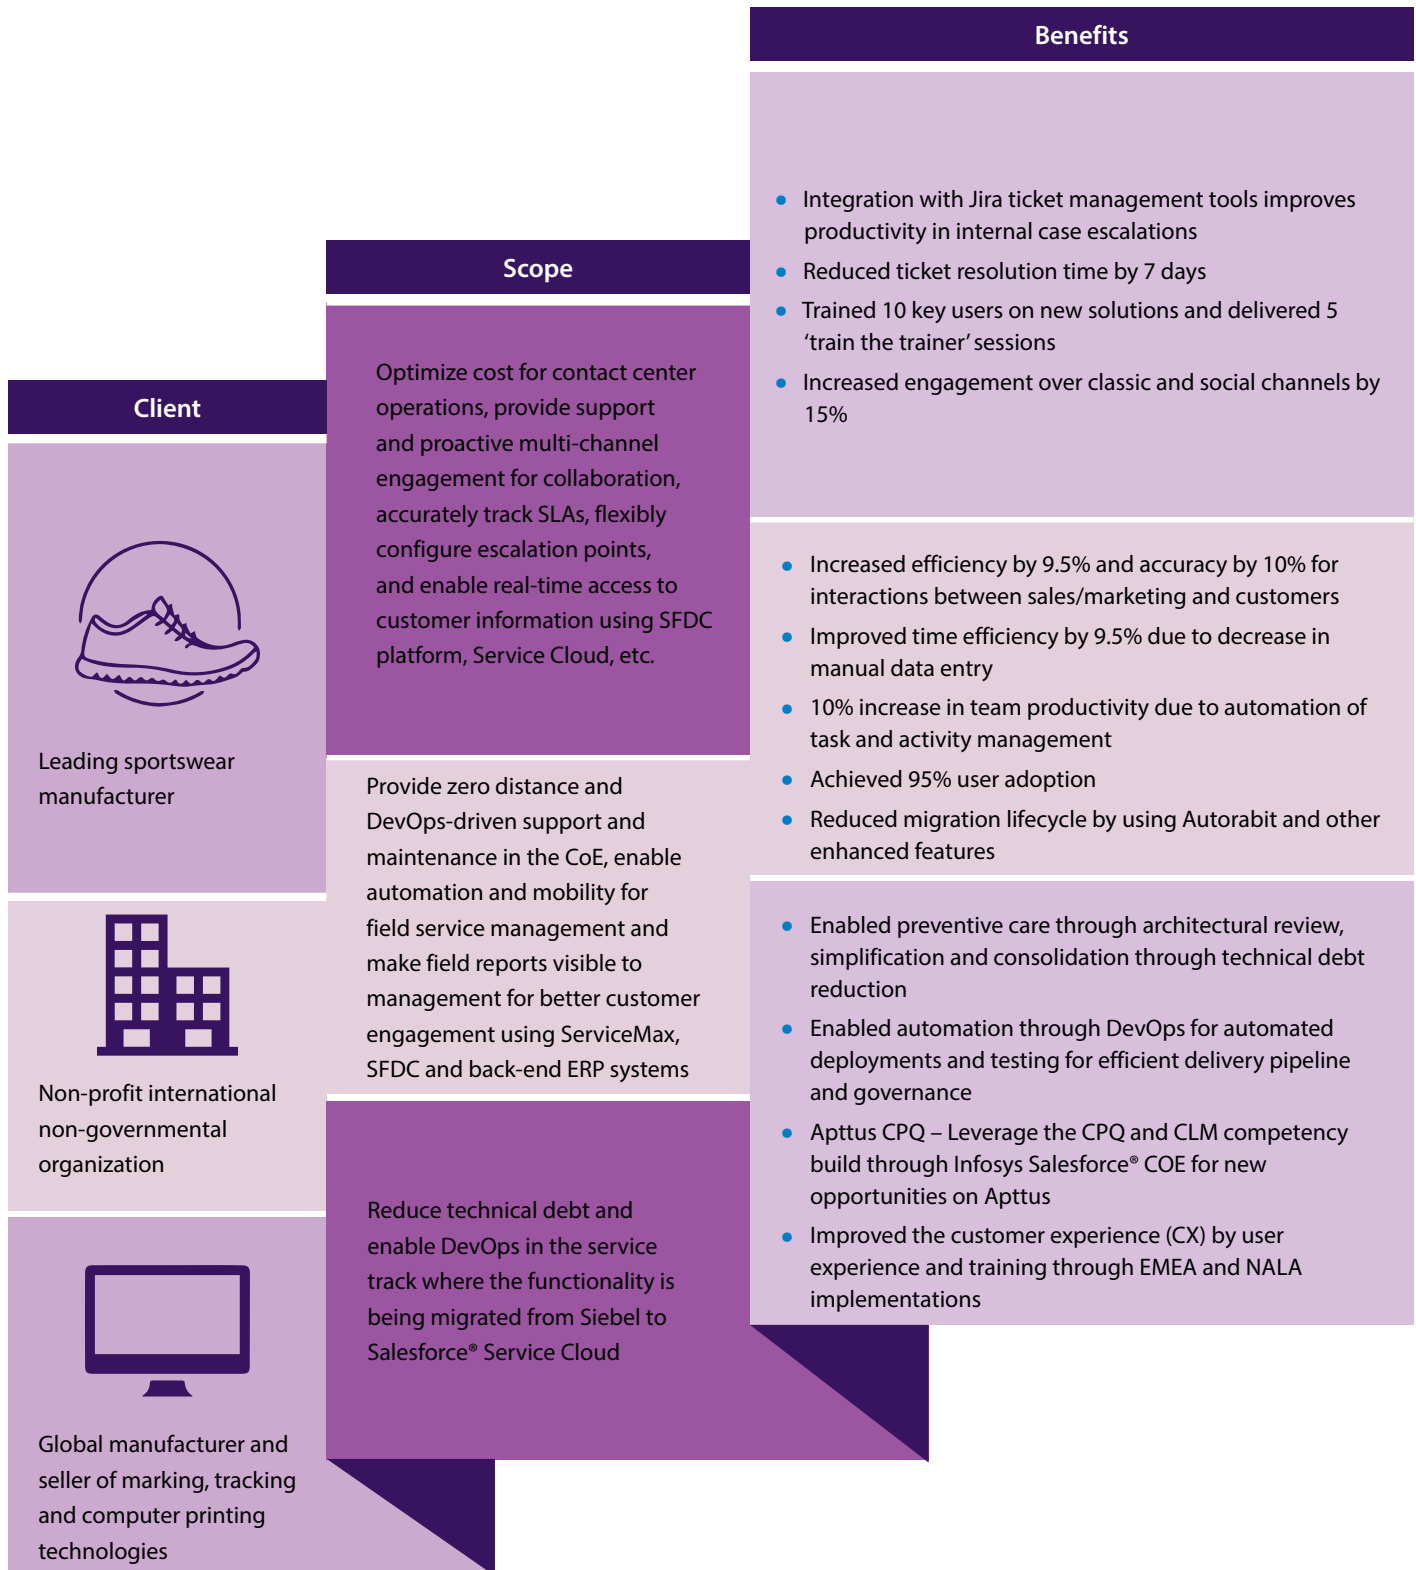 Client
Leading sportswear
manufacturer
Non-profit international
non-governmental
organization
Global manufacturer and
seller of marking, tracking
and computer printing
technologies
Scope
Optimize cost for contact center
operations, provide support
and proactive multi-channel
engagement for collaboration,
accurately track SLAs, flexibly
configure escalation points,
and enable real-time access to
customer information using SFDC
platform, Service Cloud, etc.
Provide zero distance and
DevOps-driven support and
maintenance in the CoE, enable
automation and mobility for
field service management and
make field reports visible to
management for better customer
engagement using ServiceMax,
SFDC and back-end ERP systems
Reduce technical debt and
enable DevOps in the service
track where the functionality is
being migrated from Siebel to
Salesforce® Service Cloud
Benefits
• Integration with Jira ticket management tools improves
productivity in internal case escalations
• Reduced ticket resolution time by 7 days
• Trained 10 key users on new solutions and delivered 5
‘train the trainer’ sessions
• Increased engagement over classic and social channels by
15%
• Increased efficiency by 9.5% and accuracy by 10% for
interactions between sales/marketing and customers
• Improved time efficiency by 9.5% due to decrease in
manual data entry
• 10% increase in team productivity due to automation of
task and activity management
• Achieved 95% user adoption
• Reduced migration lifecycle by using Autorabit and other
enhanced features
• Enabled preventive care through architectural review,
simplification and consolidation through technical debt
reduction
• Enabled automation through DevOps for automated
deployments and testing for efficient delivery pipeline
and governance
• Apttus CPQ – Leverage the CPQ and CLM competency
build through Infosys Salesforce® COE for new
opportunities on Apttus
• Improved the customer experience (CX) by user
experience and training through EMEA and NALA
implementations